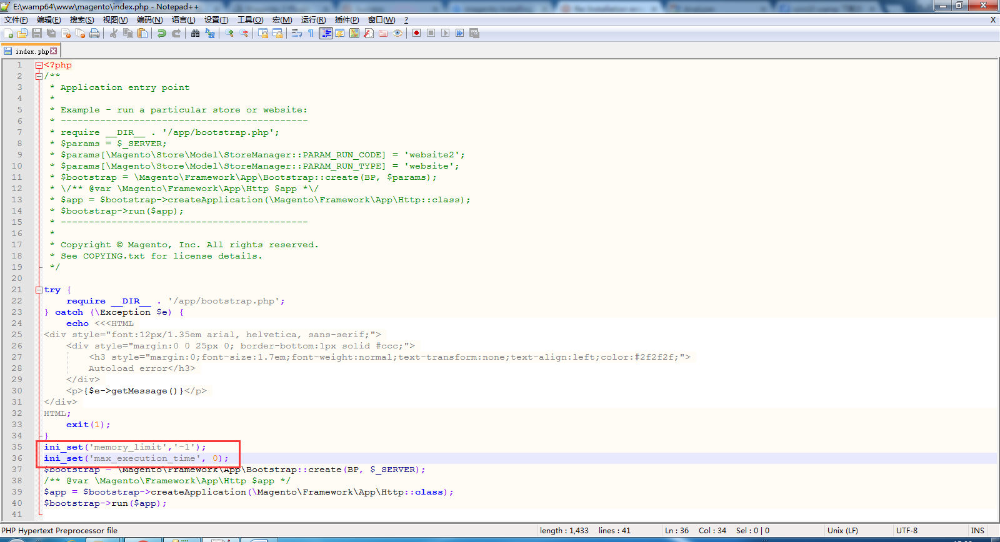 E:\wamp64\www\magento\index.php - Notepad++
文件(F) 编辑(E) 搜索(S) 视图(V) 编码(N) 语言(L) 设置(T) 工具(O) 宏(M) 运行(R) 插件(P) 窗口(W) ? X
index.php
1 <?php
2 /**
3 * Application entry point
4 *
5 * Example - run a particular store or website:
6 * --------------------------------------------
7 * require __DIR__ . '/app/bootstrap.php';
8 * $params = $_SERVER;
9 * $params[\Magento\Store\Model\StoreManager::PARAM_RUN_CODE] = 'website2';
10 * $params[\Magento\Store\Model\StoreManager::PARAM_RUN_TYPE] = 'website';
11 * $bootstrap = \Magento\Framework\App\Bootstrap::create(BP, $params);
12 * \/** @var \Magento\Framework\App\Http $app *\/
13 * $app = $bootstrap->createApplication(\Magento\Framework\App\Http::class);
14 * $bootstrap->run($app);
15 * --------------------------------------------
16 *
17 * Copyright © Magento, Inc. All rights reserved.
18 * See COPYING.txt for license details.
19 */
20
21 try {
22 require __DIR__ . '/app/bootstrap.php';
23 } catch (\Exception $e) {
24 echo <<<HTML
25 <div style="font:12px/1.35em arial, helvetica, sans-serif;">
26 <div style="margin:0 0 25px 0; border-bottom:1px solid #ccc;">
27 <h3 style="margin:0;font-size:1.7em;font-weight:normal;text-transform:none;text-align:left;color:#2f2f2f;">
28 Autoload error</h3>
29 </div>
30 <p>{$e->getMessage()}</p>
31 </div>
32 HTML;
33 exit(1);
34 }
35 ini_set('memory_limit','-1');
36 ini_set('max_execution_time', 0);
37 $bootstrap = \Magento\Framework\App\Bootstrap::create(BP, $_SERVER);
38 /** @var \Magento\Framework\App\Http $app */
39 $app = $bootstrap->createApplication(\Magento\Framework\App\Http::class);
40 $bootstrap->run($app);
41
PHP Hypertext Preprocessor file length : 1,433 lines : 41 Ln : 36 Col : 34 Sel : 0 | 0 Unix (LF) UTF-8 INS